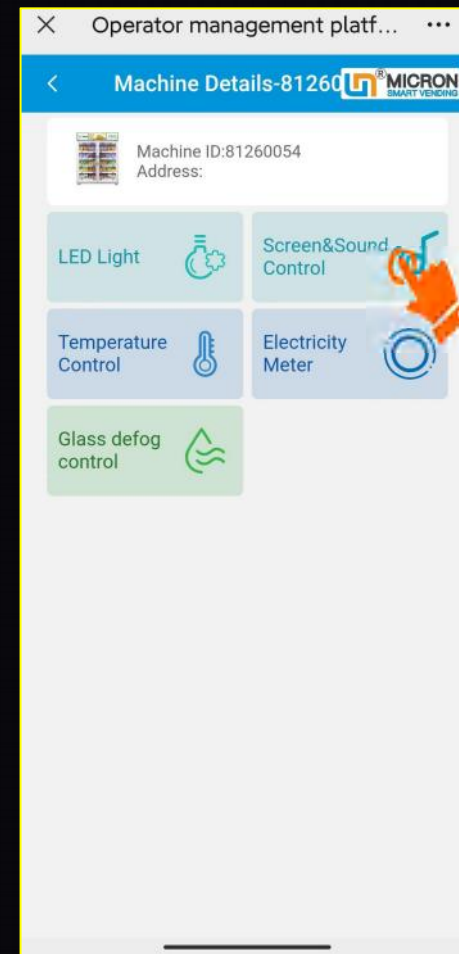 Operator management platf...
Machine Details-81260
MICRON
SMART VENDING
Machine ID:81260054
Address:
LED Light
Screen&Sound
Control
Temperature
Control
Electricity
Meter
Glass defog
control